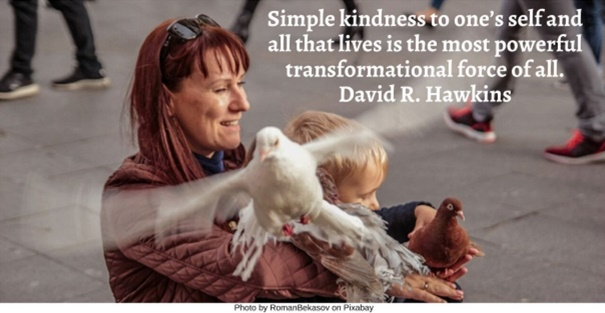 Simple kindness to one’s self and
all that lives is the most powerful
transformational force of all.
David R. Hawkins
Photo by RomanBekasov on Pixabay